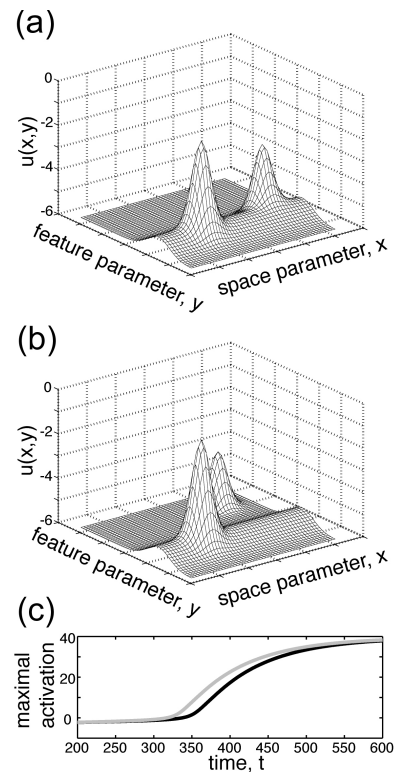 (a)
0
-2
-4
-6
u(x,y)
feature parameter, y
space parameter, x
(b)
0
-2
-4
-6
u(x,y)
feature parameter, y
space parameter, x
(c)
40
20
0
maximal
activation
200 250 300 350 400 450 500 550 600
time, t